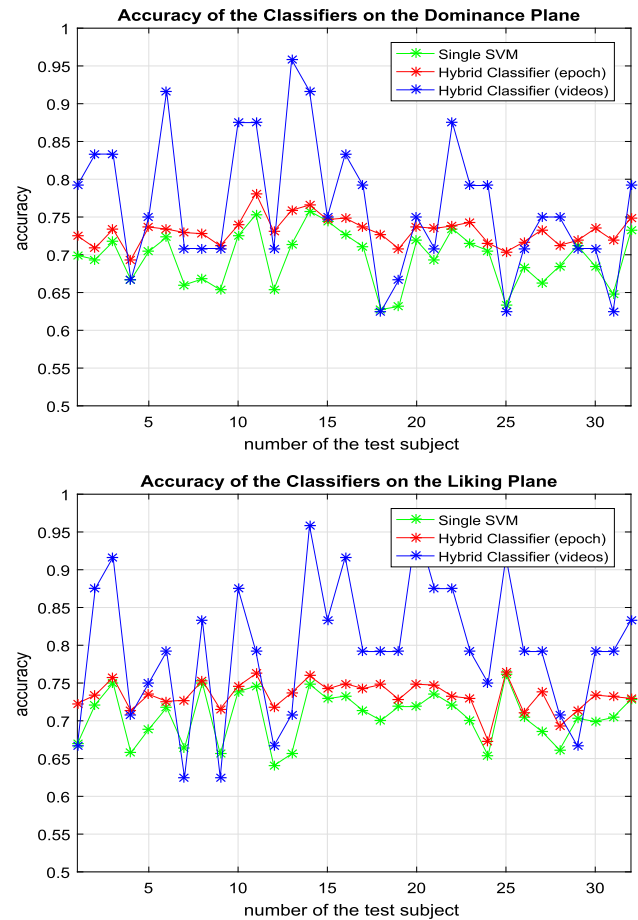 Accuracy of the Classifiers on the Dominance Plane
Single SVM
Hybrid Classifier (epoch)
Hybrid Classifier (videos)
accuracy
1
0.95
0.9
0.85
0.8
0.75
0.7
0.65
0.6
0.55
0.5
5 10 15 20 25 30
number of the test subject
Accuracy of the Classifiers on the Liking Plane
Single SVM
Hybrid Classifier (epoch)
Hybrid Classifier (videos)
accuracy
1
0.95
0.9
0.85
0.8
0.75
0.7
0.65
0.6
0.55
0.5
5 10 15 20 25 30
number of the test subject